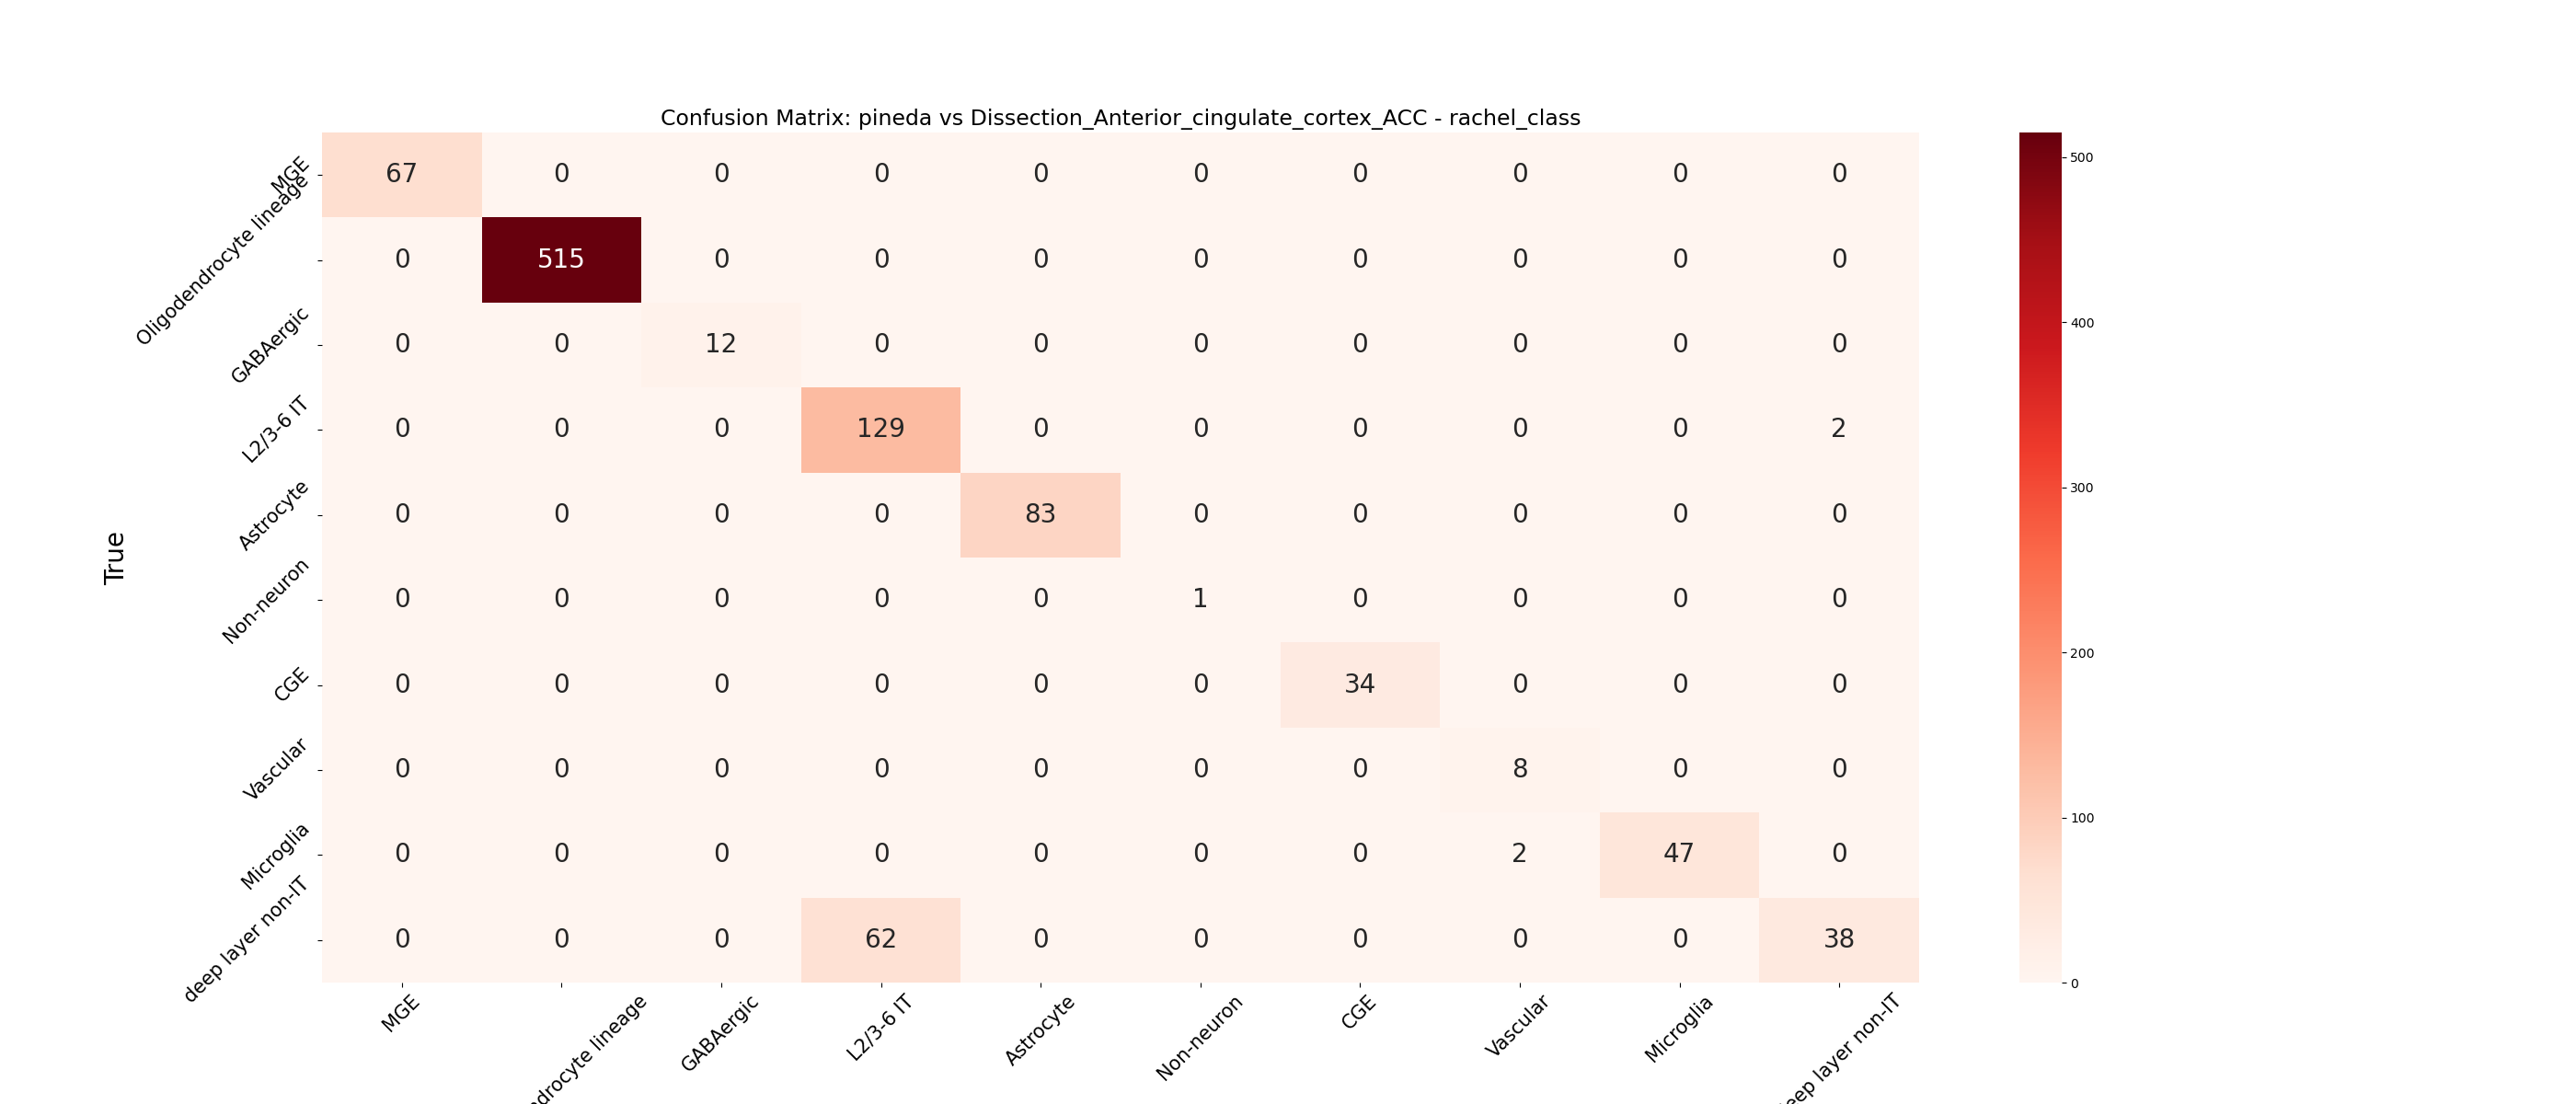 Confusion Matrix: pineda vs Dissection_Anterior_cingulate_cortex_ACC - rachel_class
True
MGE 67 0 0 0 0 0 0 0 0 0
Oligodendrocyte lineage 0 515 0 0 0 0 0 0 0 0
GABAergic 0 0 12 0 0 0 0 0 0 0
L2/3-6 IT 0 0 0 129 0 0 0 0 0 2
Astrocyte 0 0 0 0 83 0 0 0 0 0
Non-neuron 0 0 0 0 0 1 0 0 0 0
CGE 0 0 0 0 0 0 34 0 0 0
Vascular 0 0 0 0 0 0 0 8 0 0
Microglia 0 0 0 0 0 0 0 2 47 0
deep layer non-IT 0 0 0 62 0 0 0 0 0 38
MGE
ndrocyte lineage
GABAergic
L2/3-6 IT
Astrocyte
Non-neuron
CGE
Vascular
Microglia
eep layer non-IT
500
400
300
200
100
0